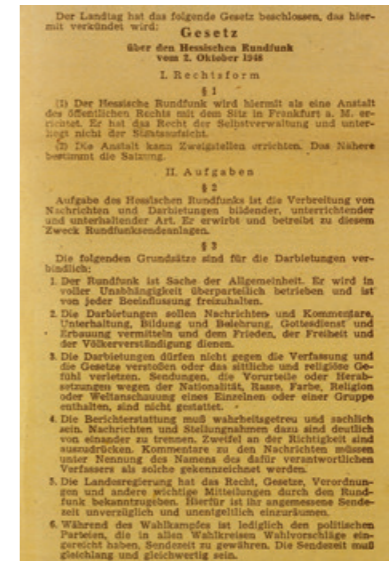 Der Landtag hat das folgende Gesetz beschlossen, das hier-
mit verkündet wird:
Gesetz
über den Hessischen Rundfunk
vom 2. Oktober 1948
I. Rechtsform
§ 1
(1) Der Hessische Rundfunk wird hiermit als eine Anstalt
des öffentlichen Rechts mit dem Sitz in Frankfurt a. M. er-
richtet. Er hat das Recht der Selbstverwaltung und unter-
liegt nicht der Staatsaufsicht.
(2) Die Anstalt kann Zweigstellen errichten. Das Nähere
bestimmt die Satzung.
II. Aufgaben
§ 2
Aufgabe des Hessischen Rundfunks ist die Verbreitung von
Nachrichten und Darbietungen bildender, unterrichtender
und unterhaltender Art. Er erwirbt und betreibt zu diesem
Zweck Rundfunksendeanlagen.
§ 3
Die folgenden Grundsätze sind für die Darbietungen ver-
bindlich:
1. Der Rundfunk ist Sache der Allgemeinheit. Er wird in
voller Unabhängigkeit überparteilich betrieben und ist
von jeder Beeinflussung freizuhalten.
2. Die Darbietungen sollen Nachrichten und Kommentare,
Unterhaltung, Bildung und Belehrung, Gottesdienst und
Erbauung vermitteln und dem Frieden, der Freiheit und
der Völkerverständigung dienen.
3. Die Darbietungen dürfen nicht gegen die Verfassung und
die Gesetze verstoßen oder das sittliche und religiöse Ge-
fühl verletzen. Sendungen, die Vorurteile oder Herab-
setzungen wegen der Nationalität, Rasse, Farbe, Religion
oder Weltanschauung eines Einzelnen oder einer Gruppe
enthalten, sind nicht gestattet.
4. Die Berichterstattung muß wahrheitsgetreu und sachlich
sein. Nachrichten und Stellungnahmen dazu sind deutlich
von einander zu trennen. Zweifel an der Richtigkeit sind
auszudrücken. Kommentare zu den Nachrichten müssen
unter Nennung des Namens des dafür verantwortlichen
Verfassers als solche gekennzeichnet werden.
5. Die Landesregierung hat das Recht, Gesetze, Verordnun-
gen und andere wichtige Mitteilungen durch den Rund-
funk bekanntzugeben. Hierfür ist ihr angemessene Sende-
zeit unverzüglich und unentgeltlich einzuräumen.
6. Während des Wahlkampfes ist lediglich den politischen
Parteien, die in allen Wahlkreisen Wahlvorschläge ein-
gereicht haben, Sendezeit zu gewähren. Die Sendezeit muß
gleichlang und gleichwertig sein.